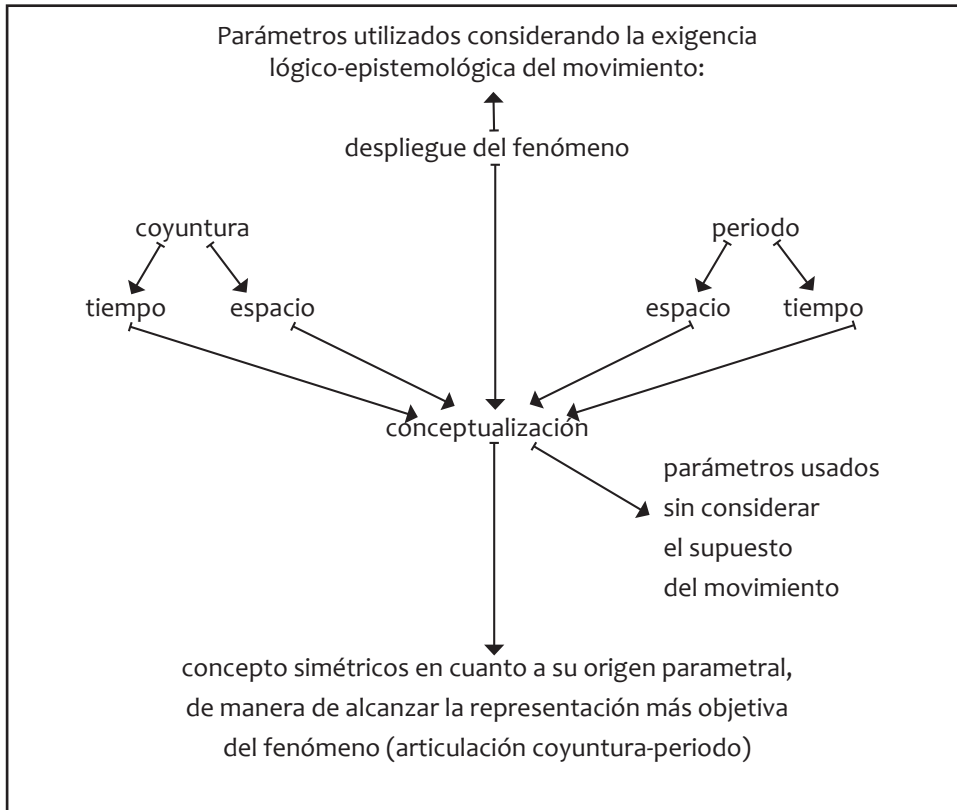 Parámetros utilizados considerando la exigencia
lógico-epistemológica del movimiento:
despliegue del fenómeno
coyuntura
periodo
tiempo
espacio
espacio
tiempo
conceptualización
parámetros usados
sin considerar
el supuesto
del movimiento
concepto simétricos en cuanto a su origen parametral,
de manera de alcanzar la representación más objetiva
del fenómeno (articulación coyuntura-periodo)